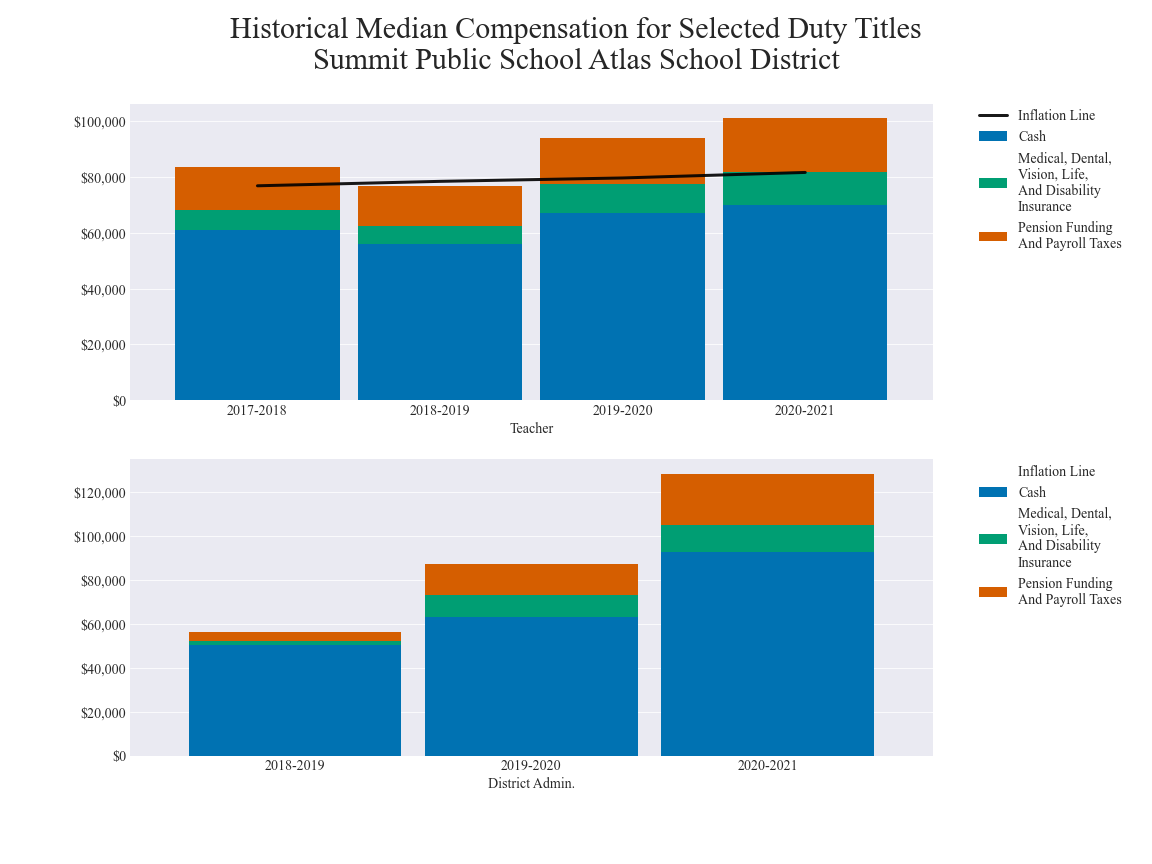 Historical Median Compensation for Selected Duty Titles
Summit Public School Atlas School District
$100,000
$80,000
$60,000
$40,000
$20,000
$0
2017-2018
2018-2019
2019-2020
2020-2021
Teacher
Inflation Line
Cash
Medical, Dental,
Vision, Life,
And Disability
Insurance
Pension Funding
And Payroll Taxes
$120,000
$100,000
$80,000
$60,000
$40,000
$20,000
$0
2018-2019
2019-2020
2020-2021
District Admin.
Inflation Line
Cash
Medical, Dental,
Vision, Life,
And Disability
Insurance
Pension Funding
And Payroll Taxes